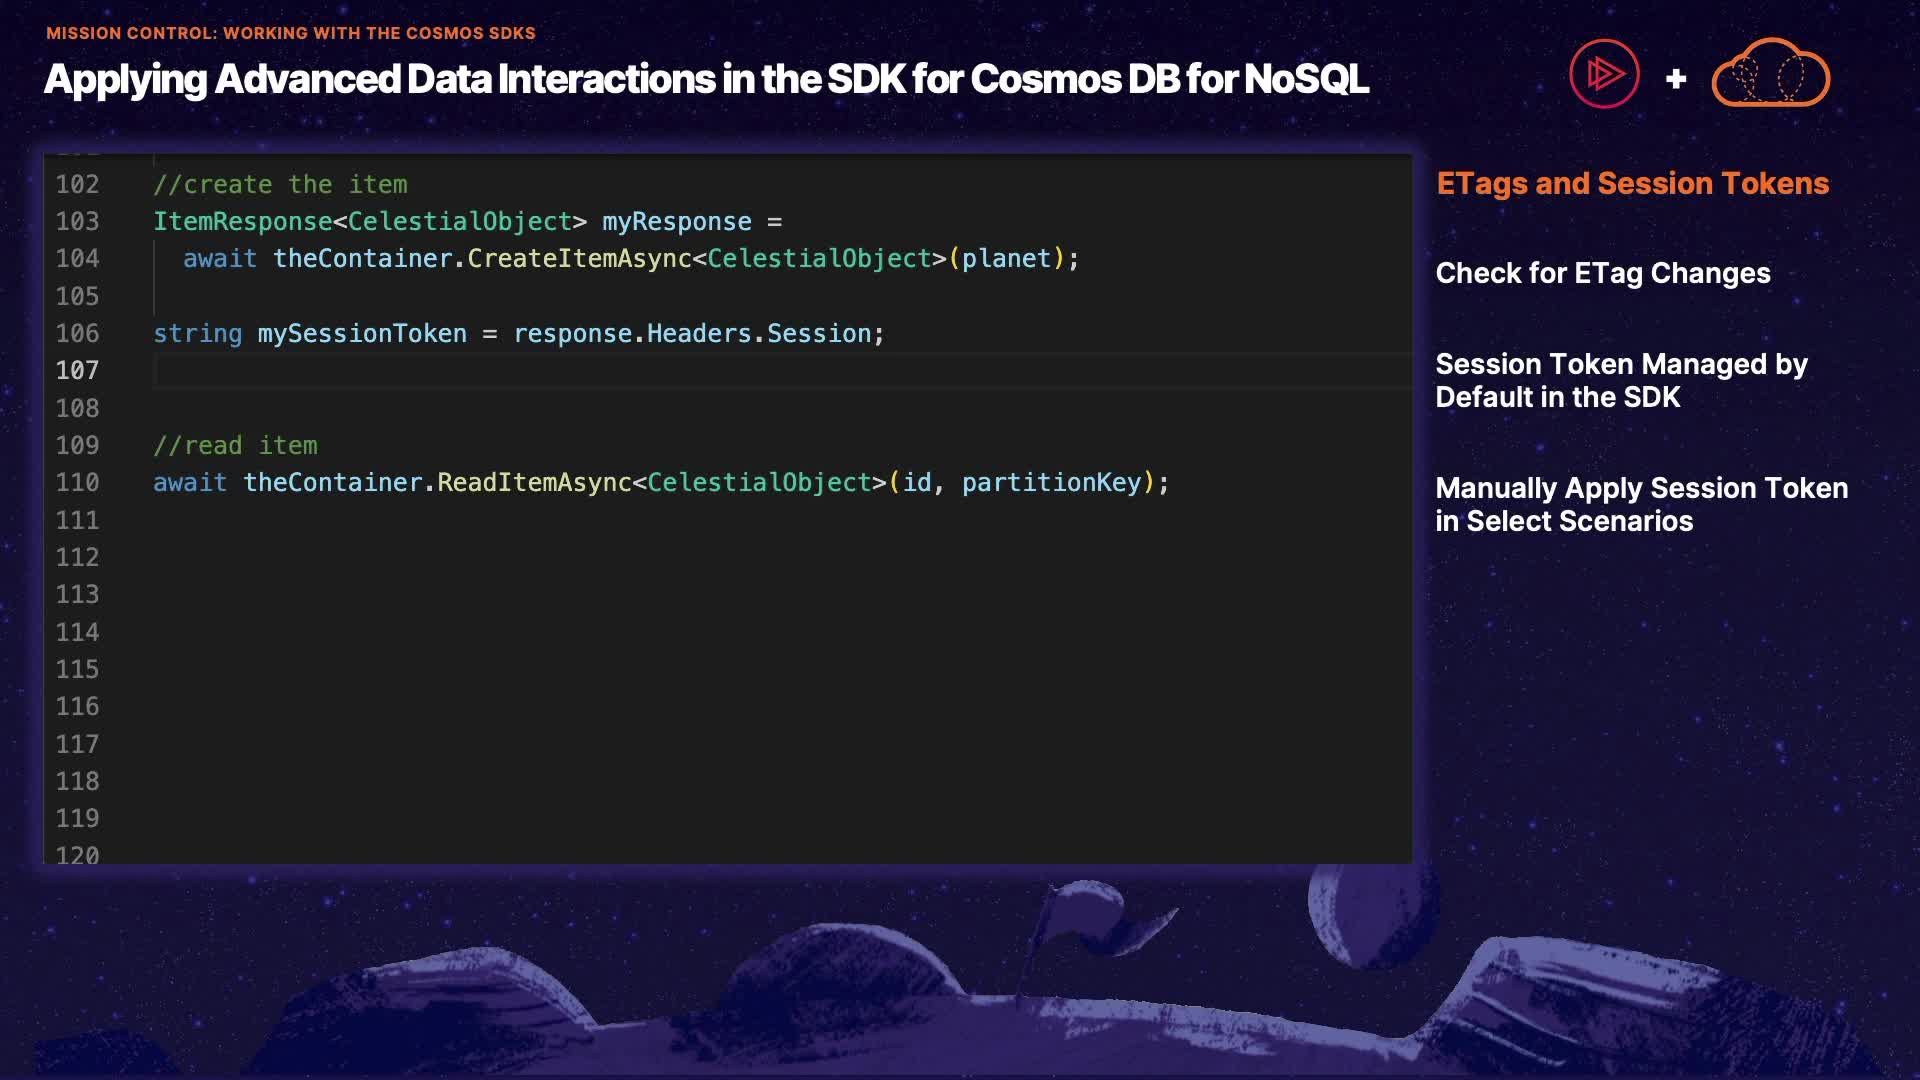 MISSION CONTROL: WORKING WITH THE COSMOS SDKS
Applying Advanced Data Interactions in the SDK for Cosmos DB for NoSQL
+
102 //create the item
103 ItemResponse<CelestialObject> myResponse =
104 await theContainer.CreateItemAsync<CelestialObject>(planet);
105
106 string mySessionToken = response.Headers.Session;
107
108
109 //read item
110 await theContainer.ReadItemAsync<CelestialObject>(id, partitionKey);
111
112
113
114
115
116
117
118
119
120
ETags and Session Tokens
Check for ETag Changes
Session Token Managed by
Default in the SDK
Manually Apply Session Token
in Select Scenarios